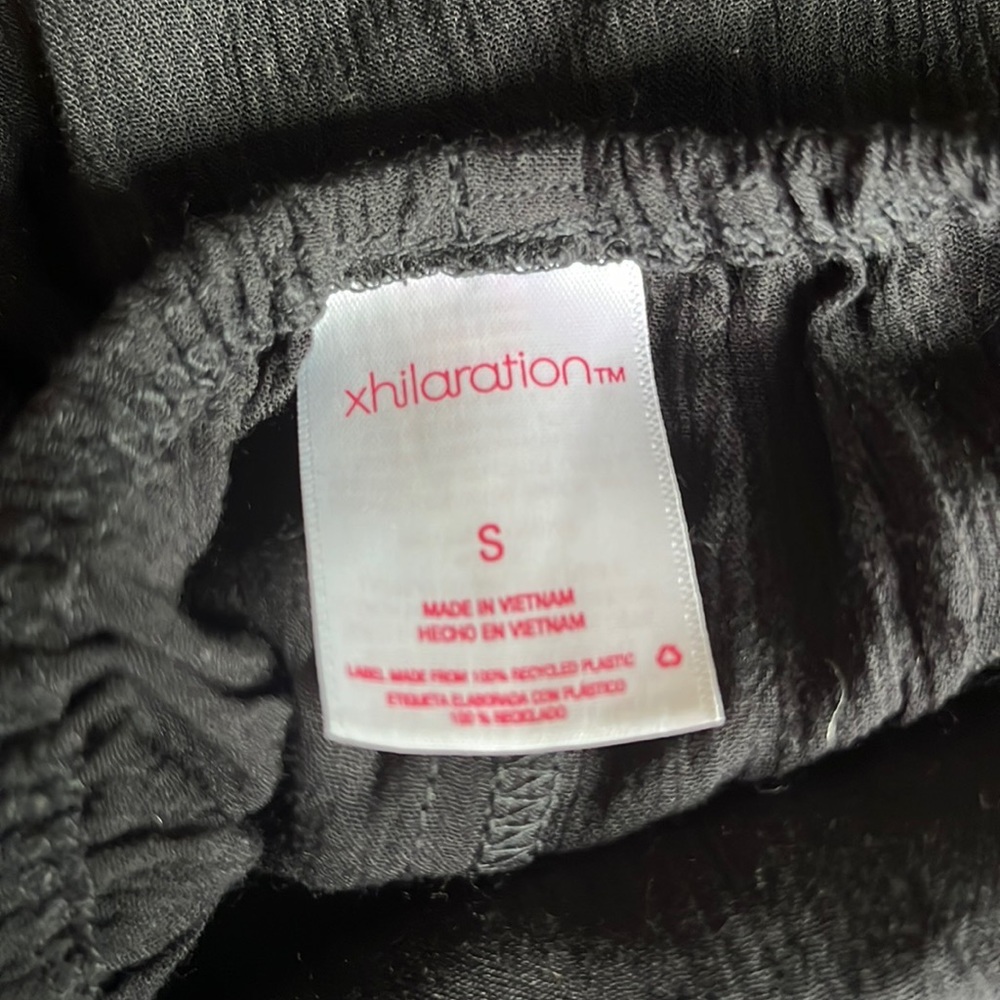 xhilaration™
S
MADE IN VIETNAM
HECHO EN VIETNAM
LABEL MADE FROM 100% RECYCLED PLASTIC
ETIQUETA ELABORADA CON PLÁSTICO
100 % RECICLADO